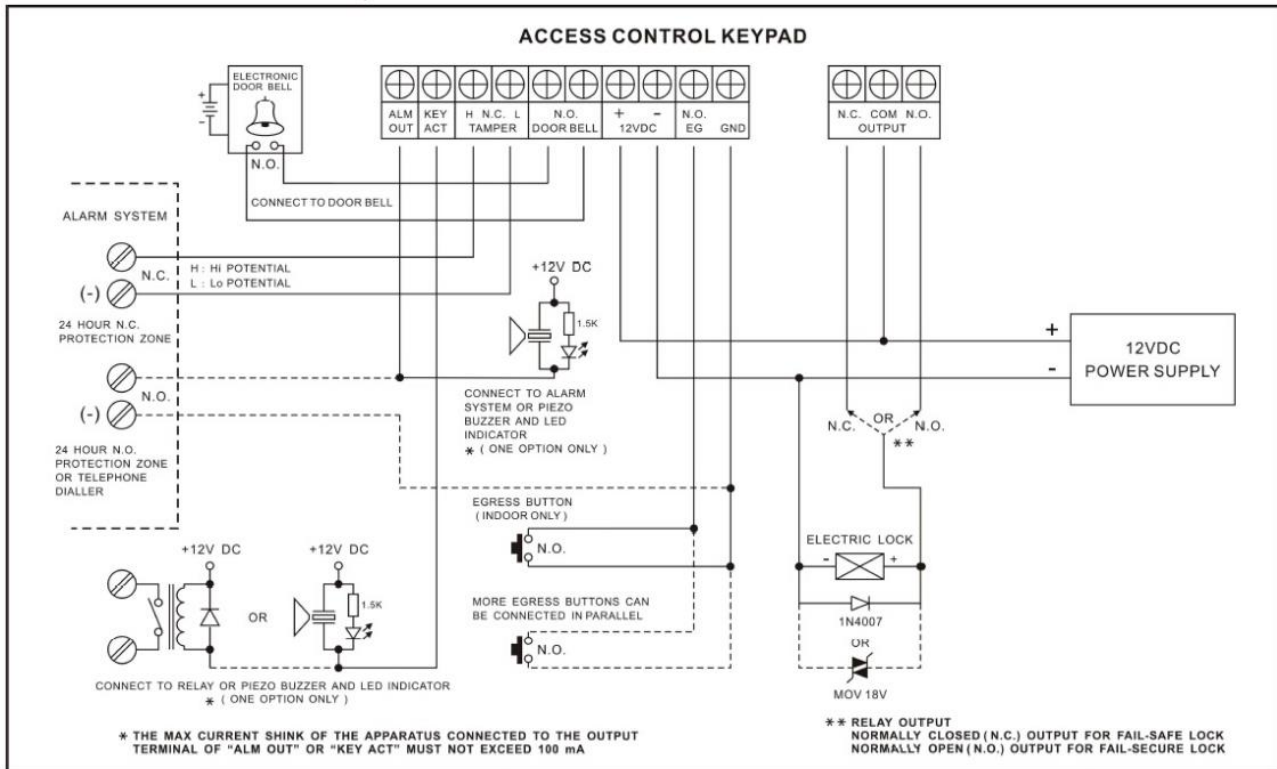 ACCESS CONTROL KEYPAD
ELECTRONIC
DOOR BELL
+
-
N.O.
ALM
OUT
KEY
ACT
H N.C. L
TAMPER
N.O.
DOOR BELL
+ -
12VDC
N.O.
EG
GND
N.C. COM N.O.
OUTPUT
CONNECT TO DOOR BELL
ALARM SYSTEM
N.C.
(-)
H : Hi POTENTIAL
L : Lo POTENTIAL
24 HOUR N.C.
PROTECTION ZONE
N.O.
(-)
24 HOUR N.O.
PROTECTION ZONE
OR TELEPHONE
DIALLER
+12V DC
1.5K
CONNECT TO ALARM
SYSTEM OR PIEZO
BUZZER AND LED
INDICATOR
* ( ONE OPTION ONLY )
+
-
12VDC
POWER SUPPLY
N.C. OR N.O.
**
EGRESS BUTTON
( INDOOR ONLY )
N.O.
MORE EGRESS BUTTONS CAN
BE CONNECTED IN PARALLEL
N.O.
ELECTRIC LOCK
- +
1N4007
OR
MOV 18V
+12V DC
OR
+12V DC
1.5K
CONNECT TO RELAY OR PIEZO BUZZER AND LED INDICATOR
* ( ONE OPTION ONLY )
* THE MAX CURRENT SHINK OF THE APPARATUS CONNECTED TO THE OUTPUT
TERMINAL OF “ALM OUT” OR “KEY ACT” MUST NOT EXCEED 100 mA
** RELAY OUTPUT
NORMALLY CLOSED ( N.C. ) OUTPUT FOR FAIL-SAFE LOCK
NORMALLY OPEN ( N.O. ) OUTPUT FOR FAIL-SECURE LOCK